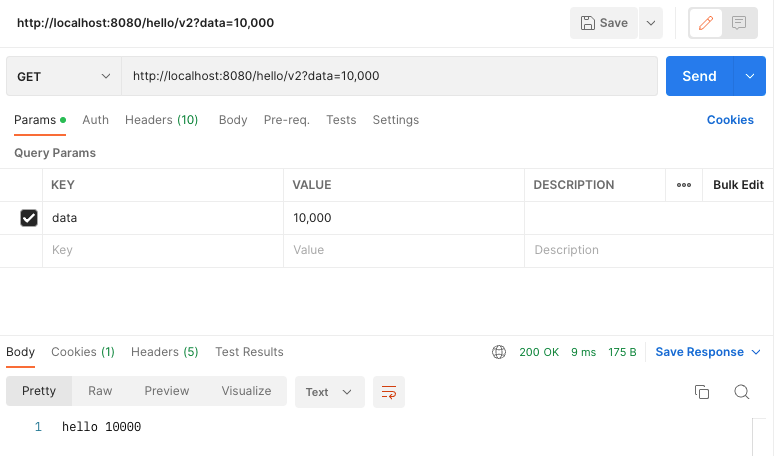 http://localhost:8080/hello/v2?data=10,000 Save
GET http://localhost:8080/hello/v2?data=10,000 Send
Params Auth Headers (10) Body Pre-req. Tests Settings Cookies
Query Params
KEY VALUE DESCRIPTION Bulk Edit
data 10,000
Key Value Description
Body Cookies (1) Headers (5) Test Results 200 OK 9 ms 175 B Save Response
Pretty Raw Preview Visualize Text
1 hello 10000